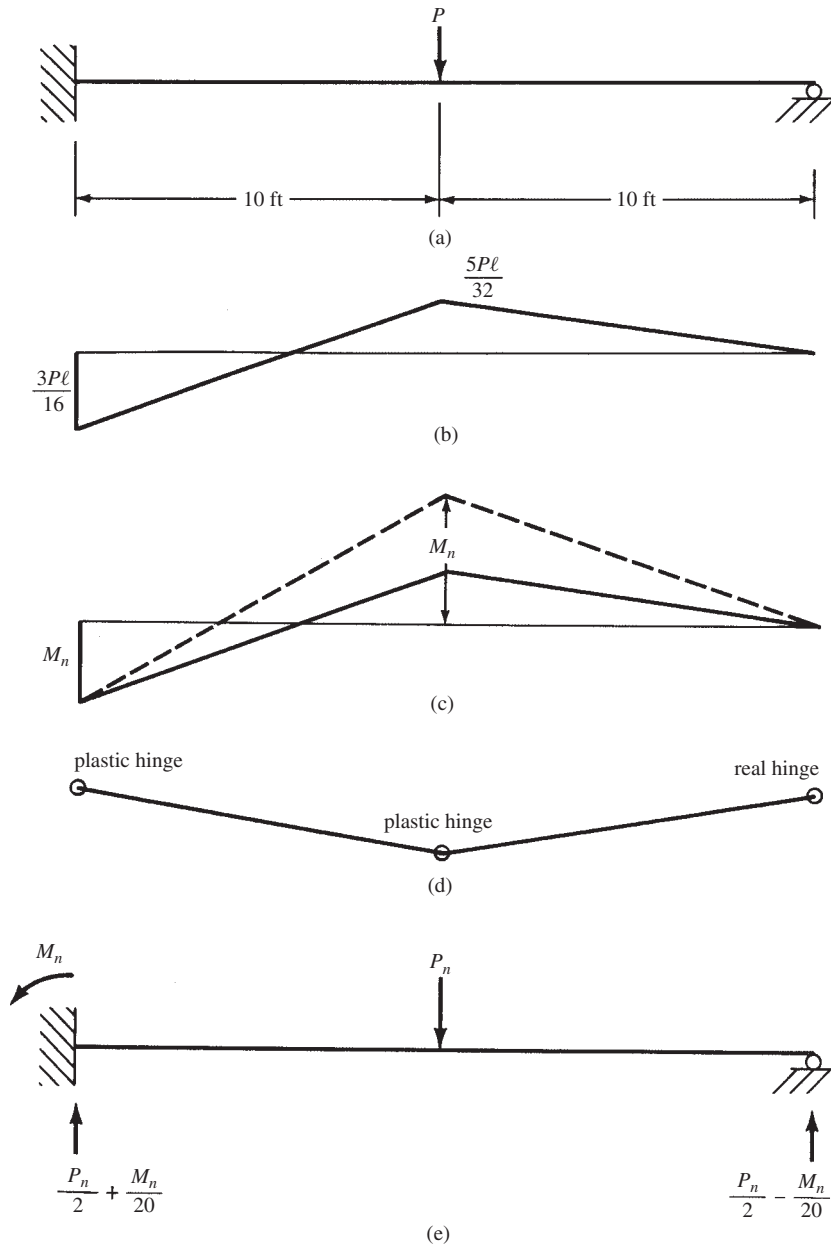 P
10 ft 10 ft
(a)
5Pℓ
32
3Pℓ
16
(b)
M_n
M_n
(c)
plastic hinge
real hinge
plastic hinge
(d)
M_n
P_n
P_n/2 + M_n/20
P_n/2 − M_n/20
(e)